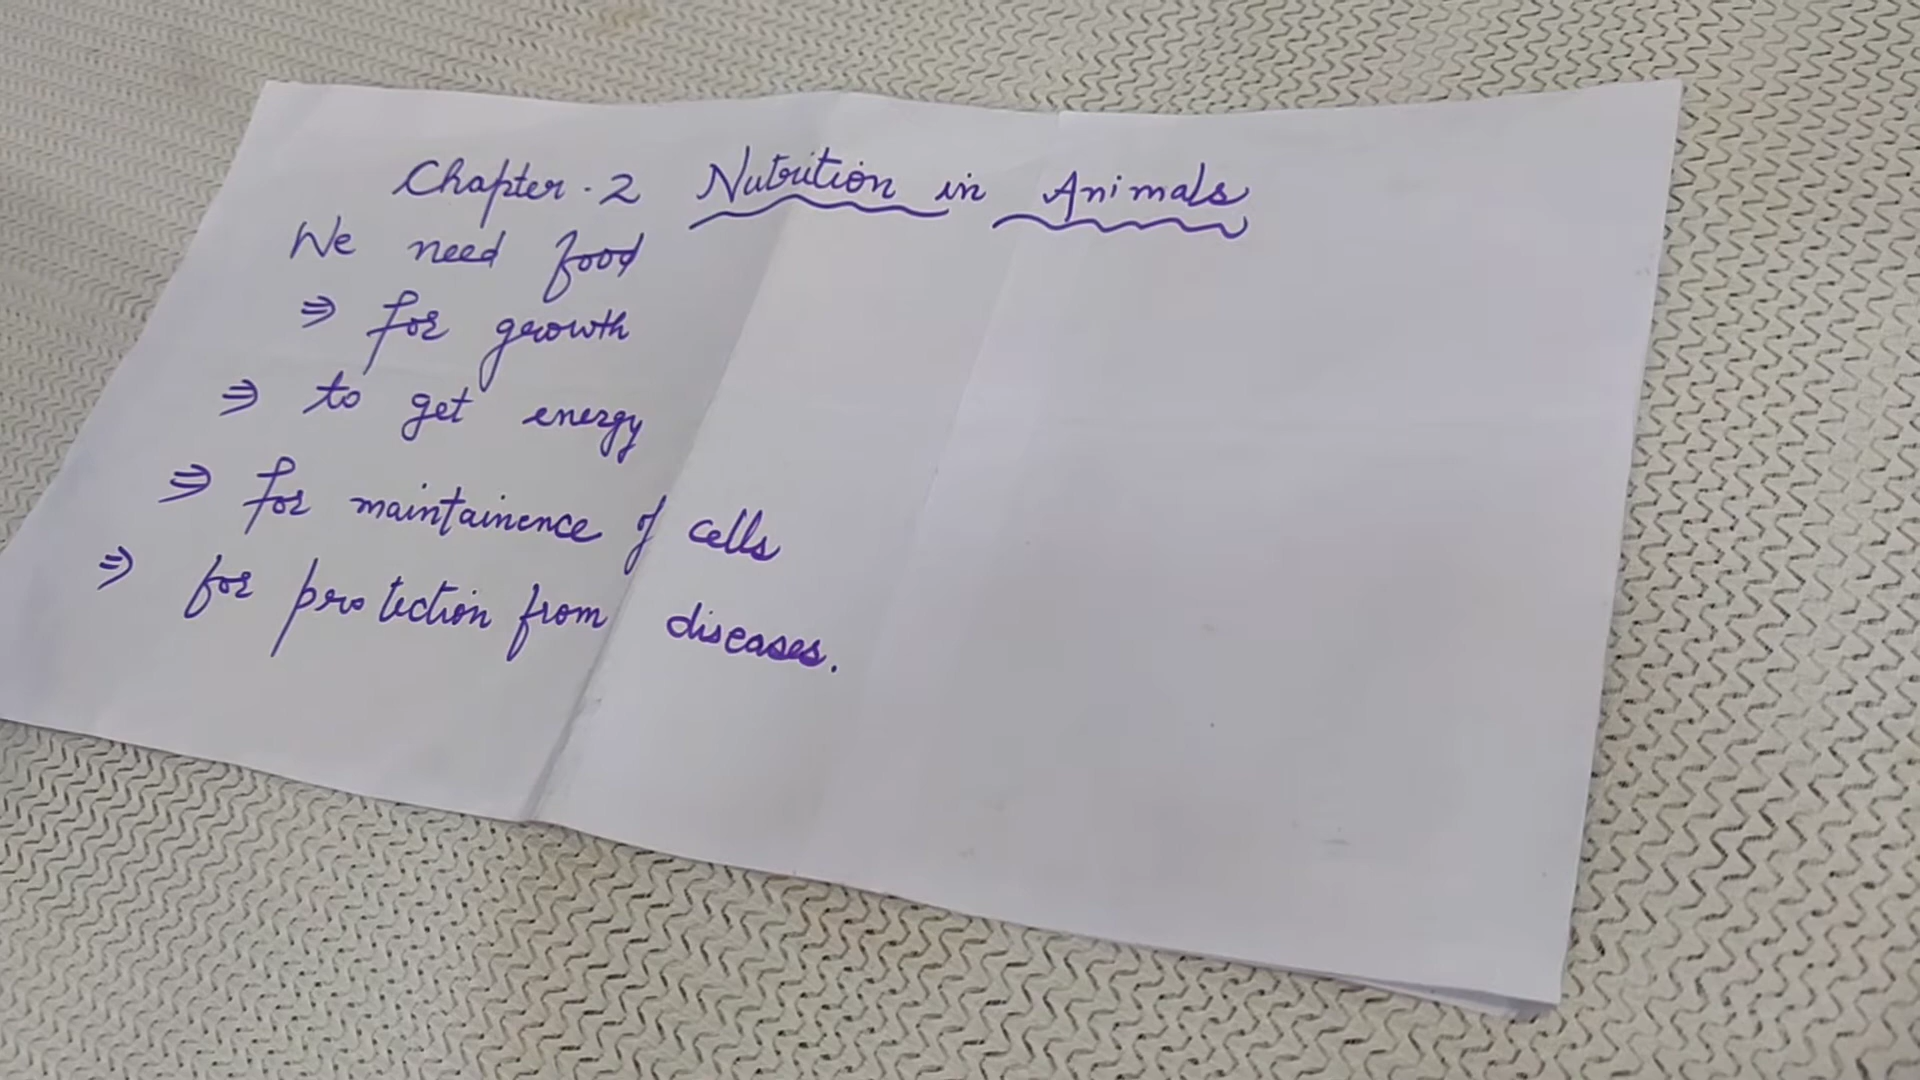 Chapter. 2 Nutrition in Animals
We need food
⇒ for growth
⇒ to get energy
⇒ for maintainence of cells
⇒ for protection from diseases.